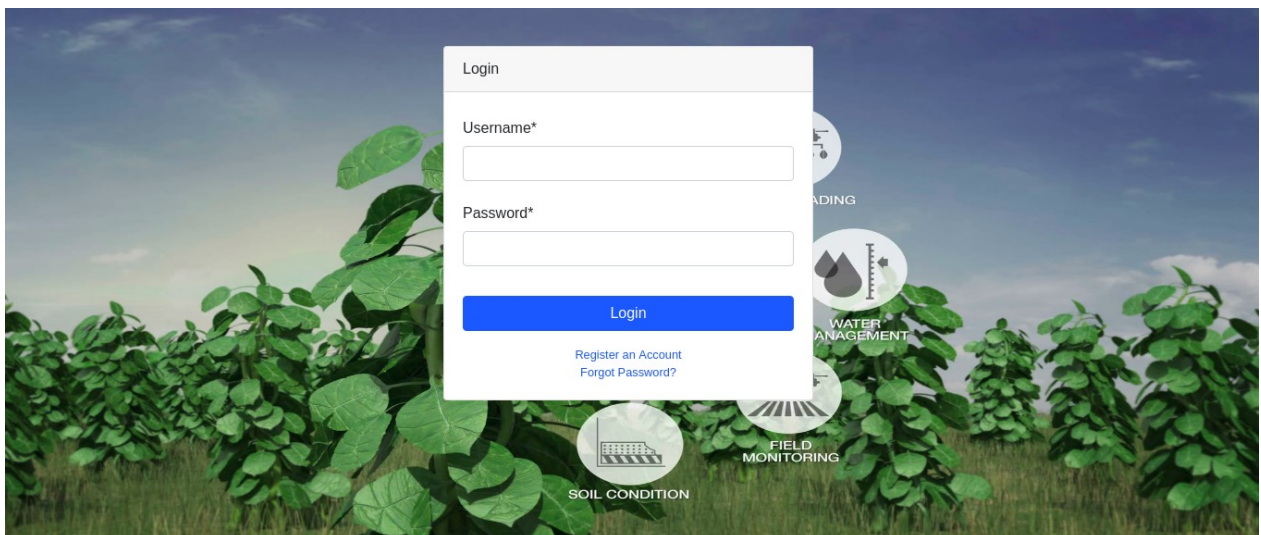 Login
Username*
ADING
Password*
WATER
ANAGEMENT
Login
Register an Account
Forgot Password?
FIELD
MONITORING
SOIL CONDITION